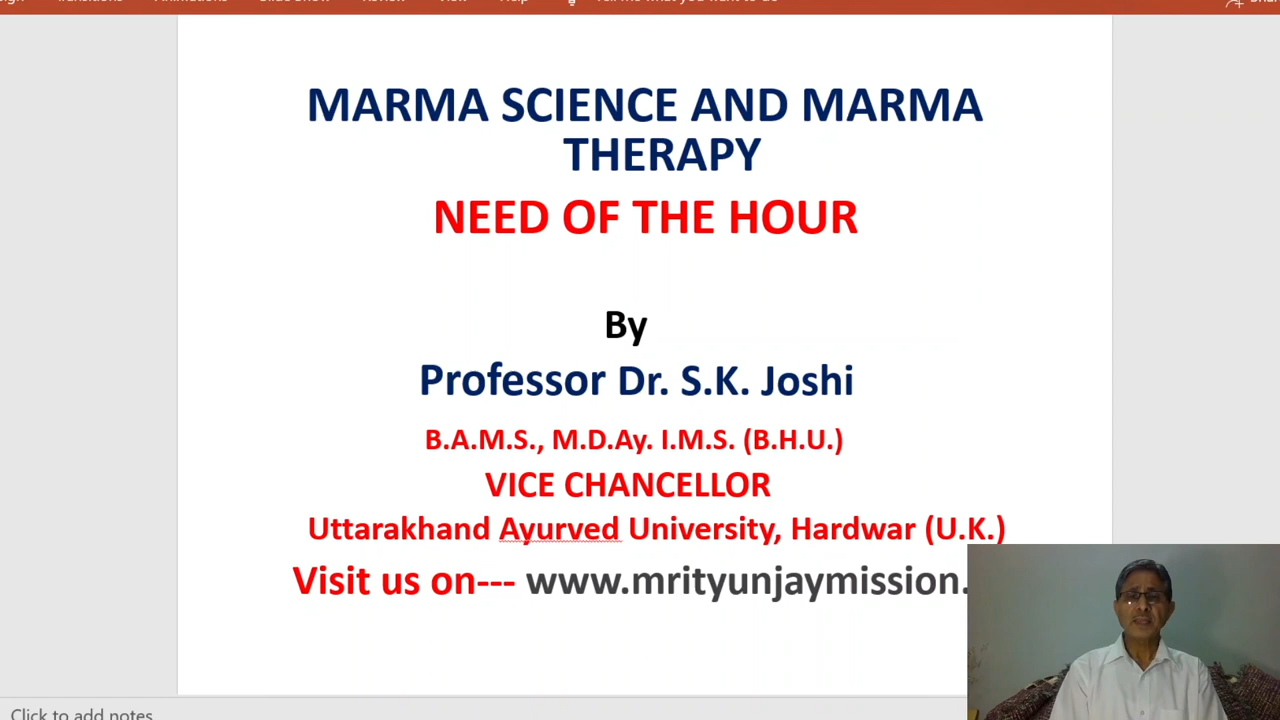 MARMA SCIENCE AND MARMA
THERAPY
NEED OF THE HOUR
By
Professor Dr. S.K. Joshi
B.A.M.S., M.D.Ay. I.M.S. (B.H.U.)
VICE CHANCELLOR
Uttarakhand Ayurved University, Hardwar (U.K.)
Visit us on--- www.mrityunjaymission.
Click to add notes